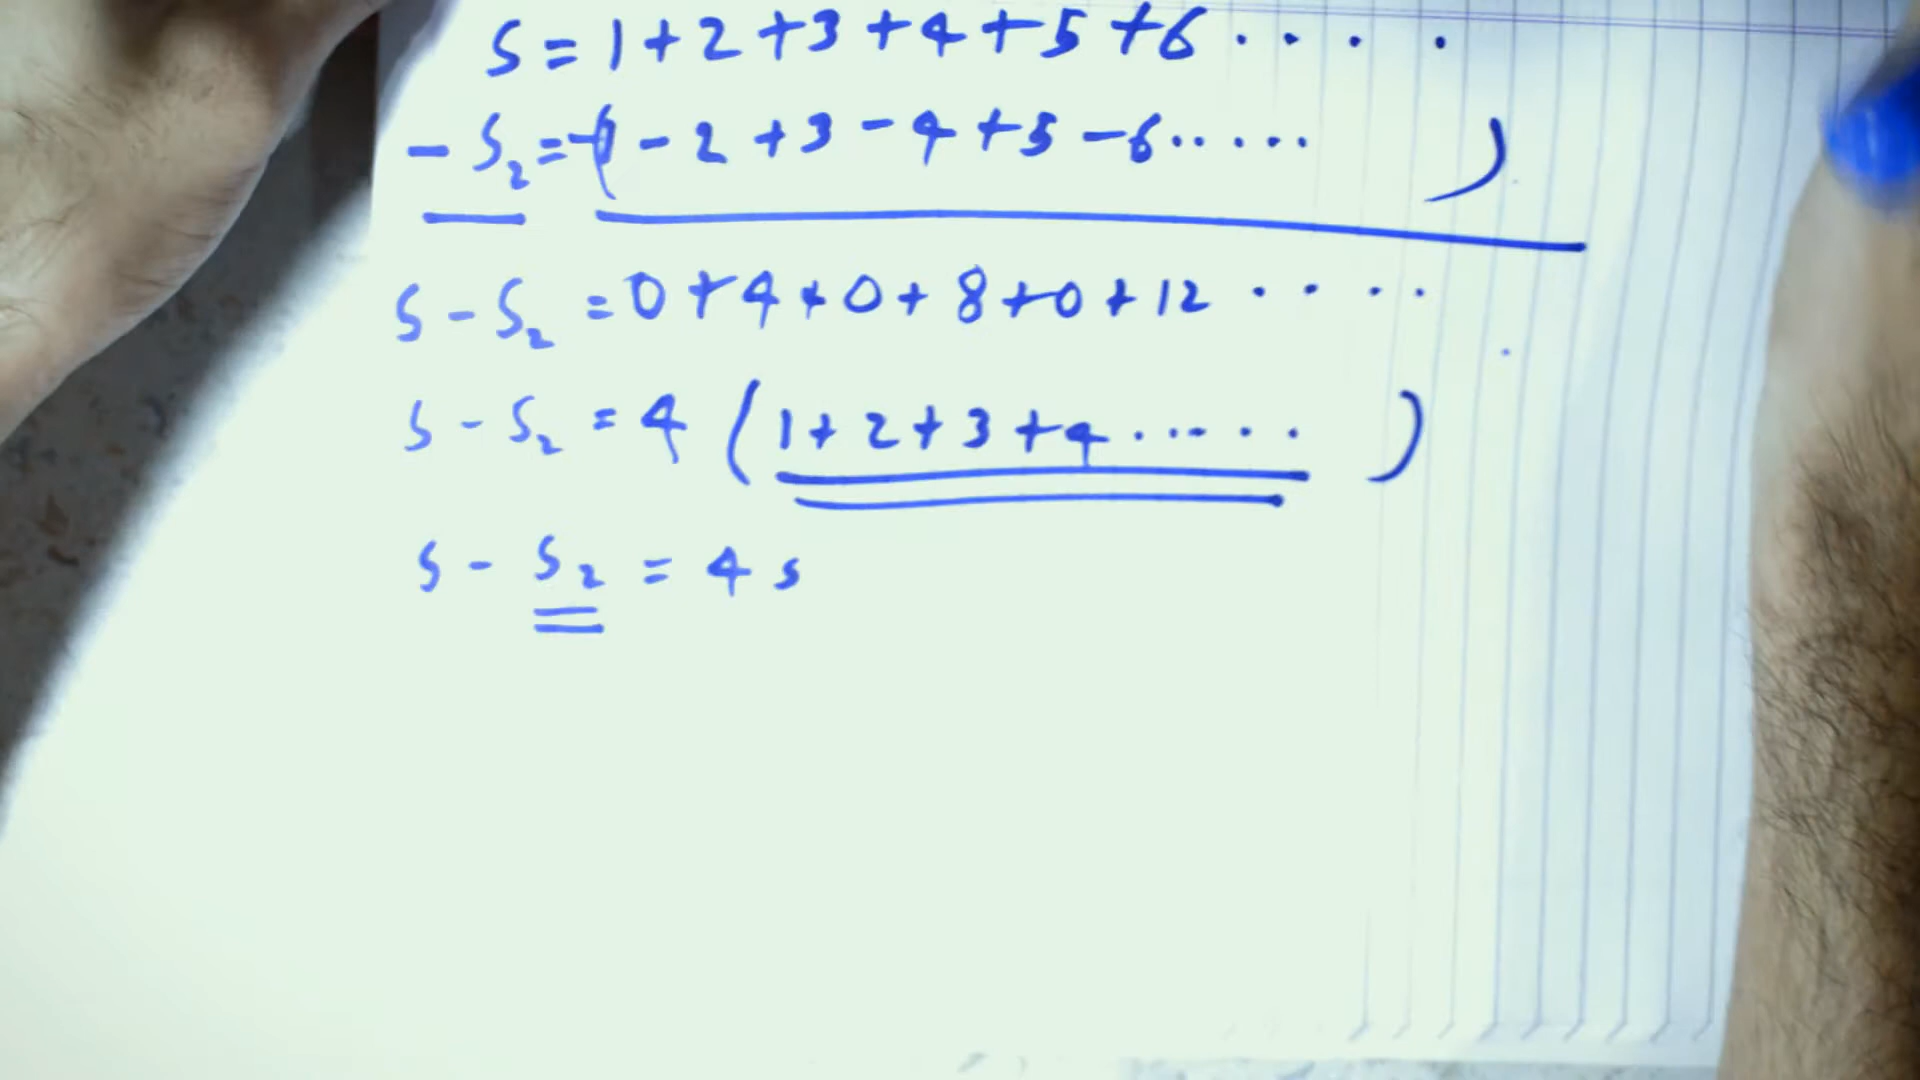 S = 1 + 2 + 3 + 4 + 5 + 6 . . . .
- S₂ = -(1 - 2 + 3 - 4 + 5 - 6 . . . . . )
S - S₂ = 0 + 4 + 0 + 8 + 0 + 12 . . . .
S - S₂ = 4 ( 1 + 2 + 3 + 4 . . . . . )
S - S₂ = 4 s